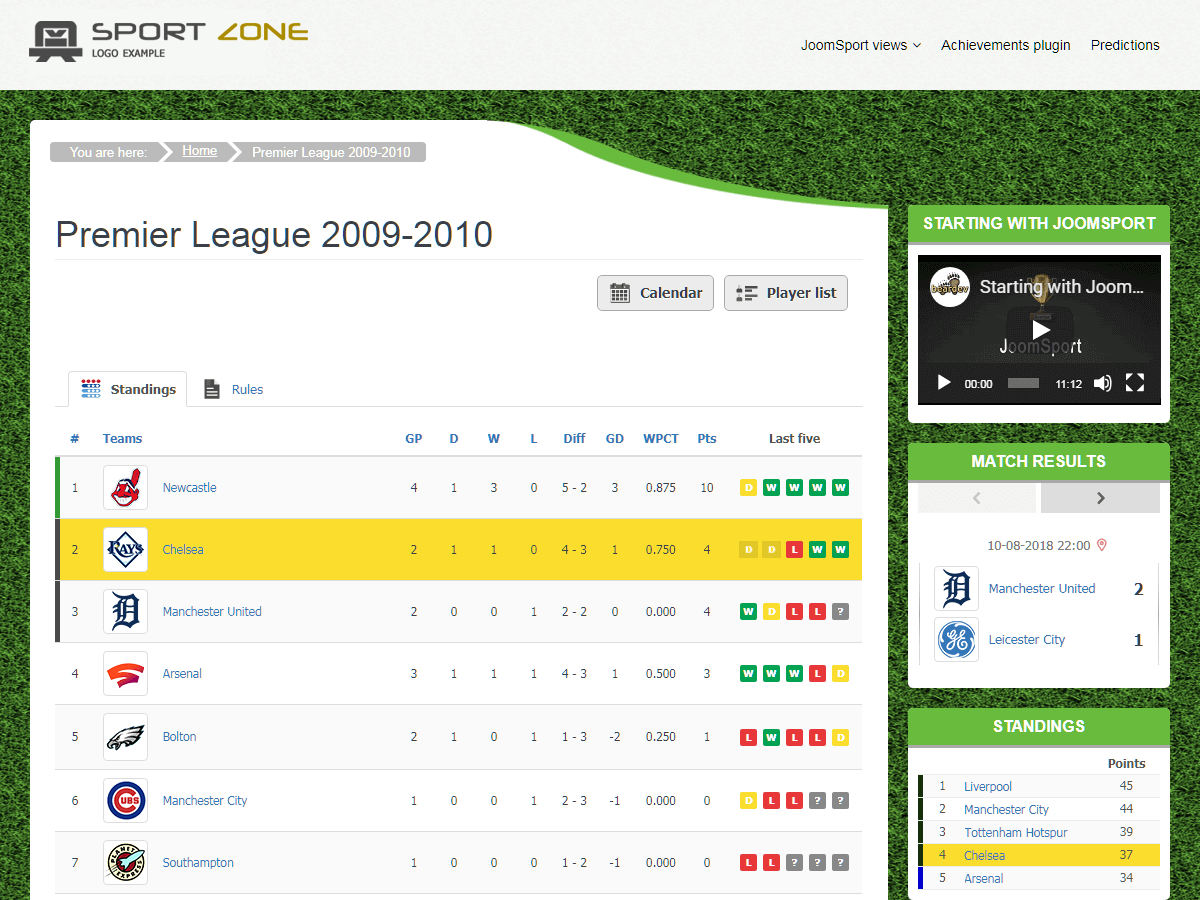 SPORT ZONE
LOGO EXAMPLE
JoomSport views Achievements plugin Predictions
You are here: Home Premier League 2009-2010
Premier League 2009-2010
Calendar Player list
Standings Rules
# Teams GP D W L Diff GD WPCT Pts Last five
1 Newcastle 4 1 3 0 5 - 2 3 0.875 10 D W W W W
2 RAYS Chelsea 2 1 1 0 4 - 3 1 0.750 4 D D L W W
3 D Manchester United 2 0 0 1 2 - 2 0 0.000 4 W D L L ?
4 Arsenal 3 1 1 1 4 - 3 1 0.500 3 W W W L D
5 Bolton 2 1 0 1 1 - 3 -2 0.250 1 L W L L D
6 CUBS Manchester City 1 0 0 1 2 - 3 -1 0.000 0 D L L ? ?
7 PLANET EXPRESS Southampton 1 0 0 0 1 - 2 -1 0.000 0 L L ? ? ?
STARTING WITH JOOMSPORT
beardev Starting with Joom...
JoomSport
00:00 11:12
MATCH RESULTS
10-08-2018 22:00
D Manchester United 2
GE Leicester City 1
STANDINGS
Points
1 Liverpool 45
2 Manchester City 44
3 Tottenham Hotspur 39
4 Chelsea 37
5 Arsenal 34